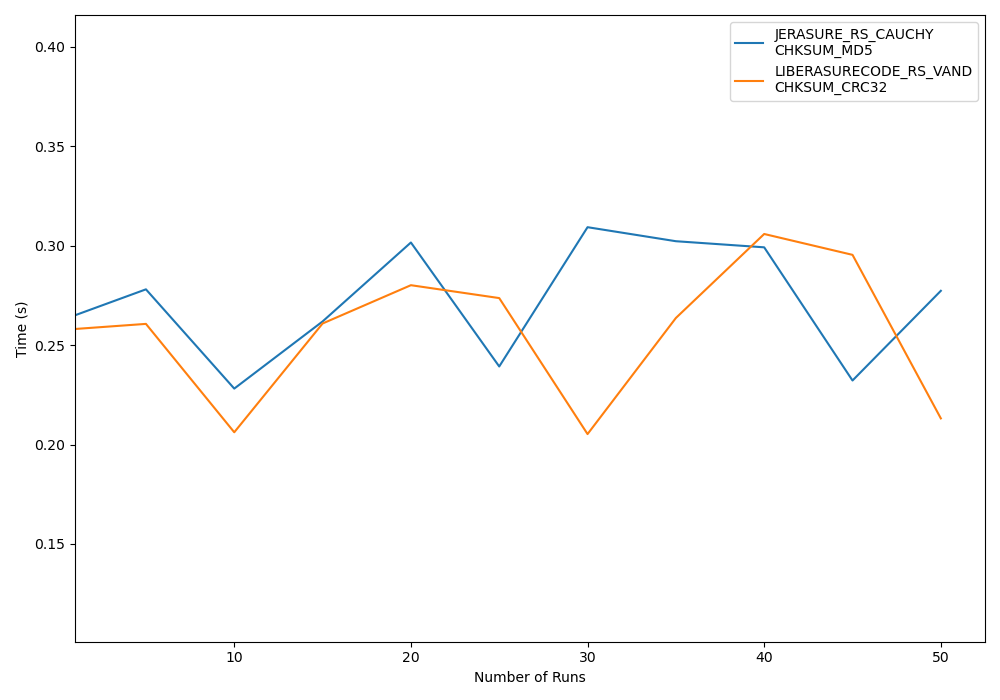 JERASURE_RS_CAUCHY
CHKSUM_MD5
LIBERASURECODE_RS_VAND
CHKSUM_CRC32
0.40
0.35
0.30
0.25
0.20
0.15
Time (s)
10 20 30 40 50
Number of Runs